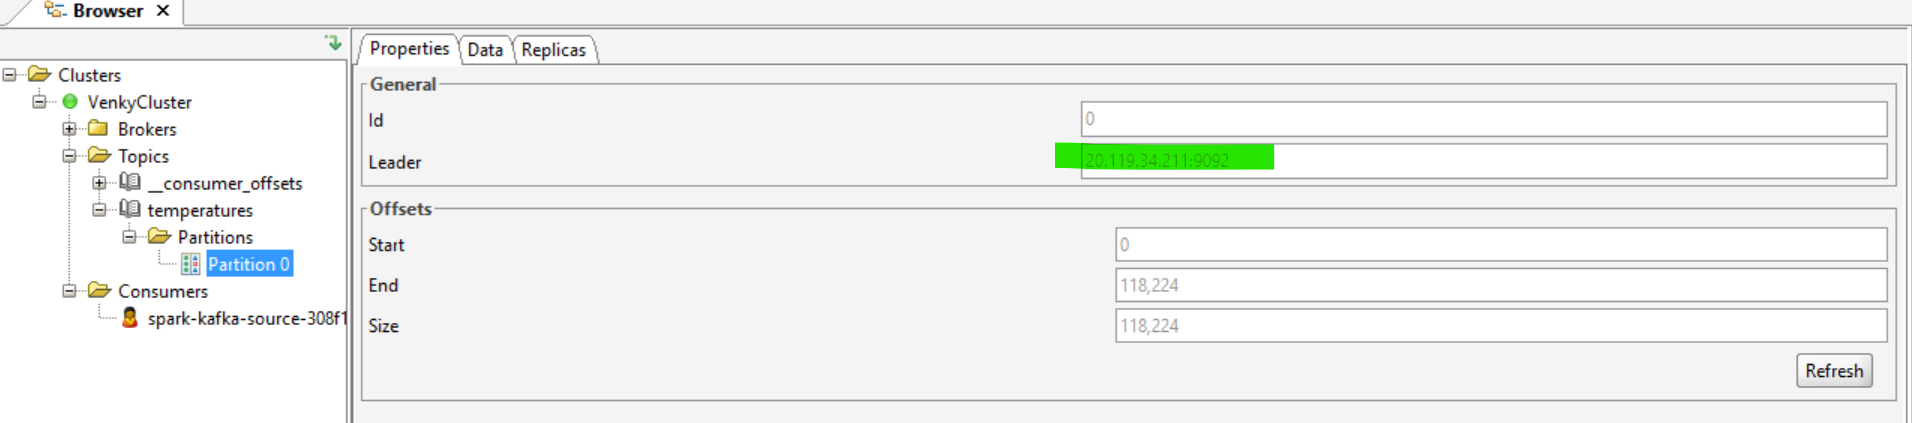 Browser
Clusters
VenkyCluster
Brokers
Topics
__consumer_offsets
temperatures
Partitions
Partition 0
Consumers
spark-kafka-source-308f1
Properties Data Replicas
General
Id 0
Leader 20.119.34.211:9092
Offsets
Start 0
End 118,224
Size 118,224
Refresh